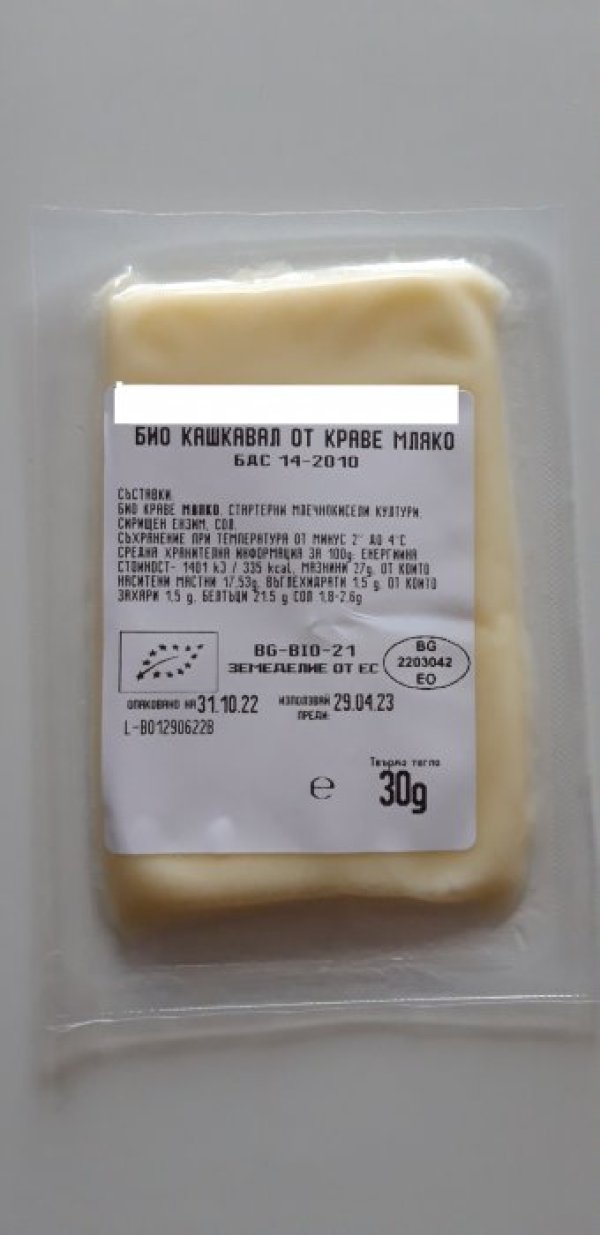 БИО КАШКАВАЛ ОТ КРАВЕ МЛЯКО
БДС 14-2010
СЪСТАВКИ:
БИО КРАВЕ МЛЯКО, СТАРТЕРНИ МЛЕЧНОКИСЕЛИ КУЛТУРИ,
СИРИЩЕН ЕНЗИМ, СОЛ.
СЪХРАНЕНИЕ ПРИ ТЕМПЕРАТУРА ОТ МИНУС 2° ДО 4°C
СРЕДНА ХРАНИТЕЛНА ИНФОРМАЦИЯ ЗА 100g: ЕНЕРГИЙНА
СТОЙНОСТ- 1401 kJ / 335 kcal, МАЗНИНИ 27g, ОТ КОИТО
НАСИТЕНИ МАСТНИ 17.53g, ВЪГЛЕХИДРАТИ 1.5 g, ОТ КОИТО
ЗАХАРИ 1.5 g, БЕЛТЪЦИ 21.5 g СОЛ 1.8-2.6g
BG-BIO-21
ЗЕМЕДЕЛИЕ ОТ ЕС
BG
2203042
EO
ОПАКОВАНО НА 31.10.22
ИЗПОЛЗВАЙ ПРЕДИ: 29.04.23
L-B01290622B
Твърдо тегло
℮ 30g